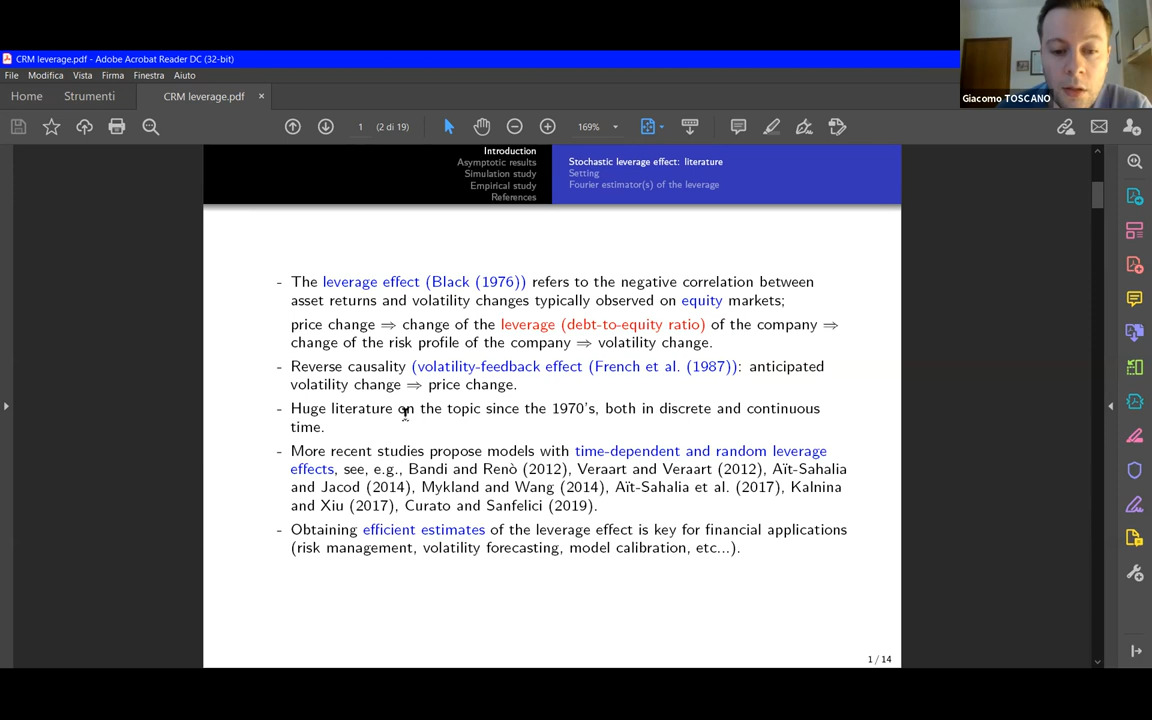 CRM leverage.pdf - Adobe Acrobat Reader DC (32-bit)
File Modifica Vista Firma Finestra Aiuto
Home Strumenti CRM leverage.pdf ×
1 (2 di 19) 169%
Giacomo TOSCANO
Introduction
Asymptotic results
Simulation study
Empirical study
References
Stochastic leverage effect: literature
Setting
Fourier estimator(s) of the leverage
- The leverage effect (Black (1976)) refers to the negative correlation between
asset returns and volatility changes typically observed on equity markets;
price change ⇒ change of the leverage (debt-to-equity ratio) of the company ⇒
change of the risk profile of the company ⇒ volatility change.
- Reverse causality (volatility-feedback effect (French et al. (1987)): anticipated
volatility change ⇒ price change.
- Huge literature on the topic since the 1970's, both in discrete and continuous
time.
- More recent studies propose models with time-dependent and random leverage
effects, see, e.g., Bandi and Renò (2012), Veraart and Veraart (2012), Aït-Sahalia
and Jacod (2014), Mykland and Wang (2014), Aït-Sahalia et al. (2017), Kalnina
and Xiu (2017), Curato and Sanfelici (2019).
- Obtaining efficient estimates of the leverage effect is key for financial applications
(risk management, volatility forecasting, model calibration, etc...).
1 / 14